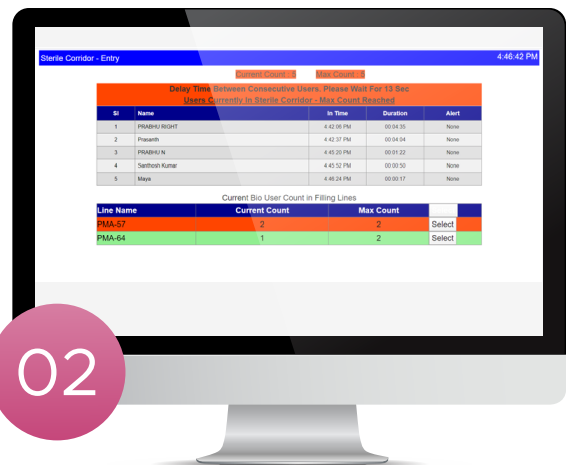 Sterile Corridor - Entry 4:46:42 PM
Current Count : 5 Max Count : 5
Delay Time Between Consecutive Users. Please Wait For 13 Sec
Users Currently In Sterile Corridor - Max Count Reached
Sl Name In Time Duration Alert
1 PRABHU RIGHT 4:42:06 PM 00:04:35 None
2 Prasanth 4:42:37 PM 00:04:04 None
3 PRABHU N 4:45:20 PM 00:01:22 None
4 Santhosh Kumar 4:45:52 PM 00:00:50 None
5 Maya 4:46:24 PM 00:00:17 None
Current Bio User Count in Filling Lines
Line Name Current Count Max Count
PMA-57 2 2 Select
PMA-64 1 2 Select
02